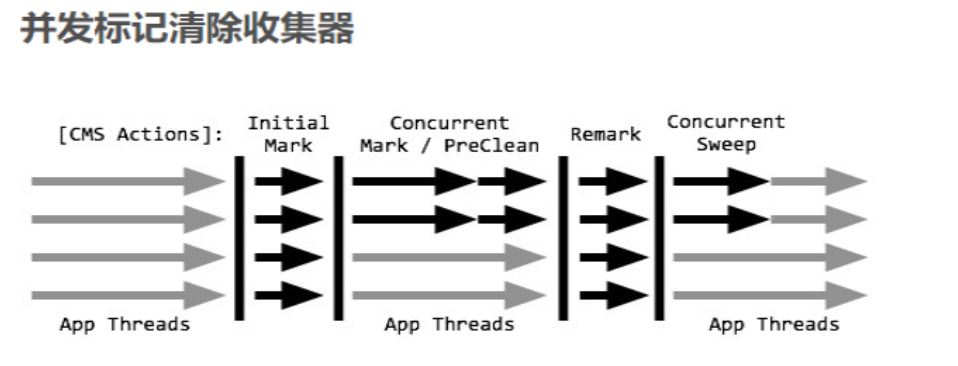 并发标记清除收集器
[CMS Actions]:
Initial
Mark
Concurrent
Mark / PreClean
Remark
Concurrent
Sweep
App Threads
App Threads
App Threads